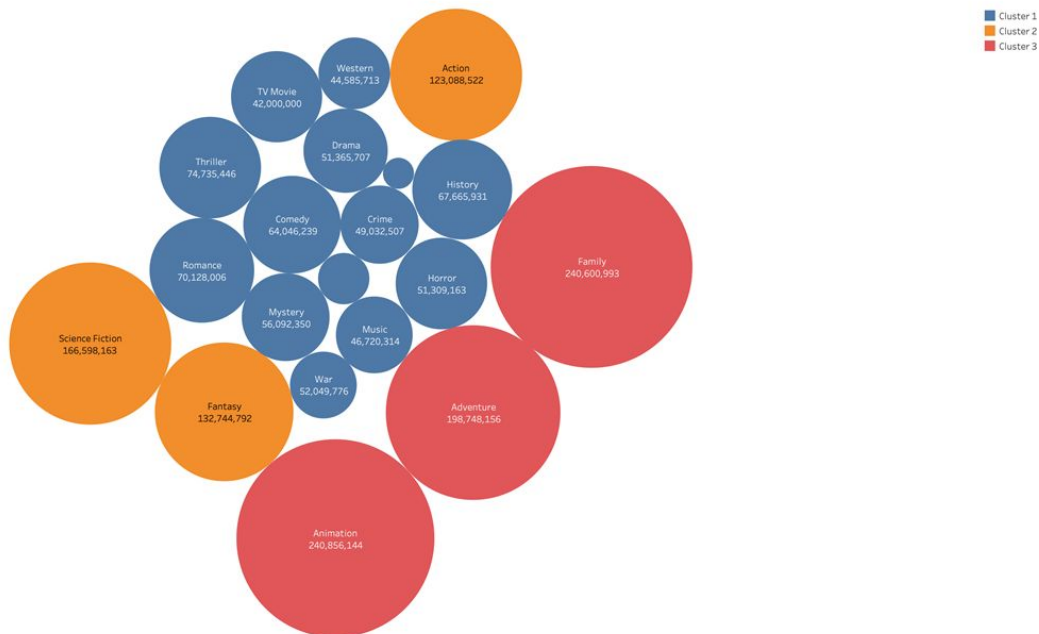 Cluster 1
Cluster 2
Cluster 3
Western
44,585,713
Action
123,088,522
TV Movie
42,000,000
Drama
51,365,707
Thriller
74,735,446
History
67,665,931
Comedy
64,046,239
Crime
49,032,507
Family
240,600,993
Romance
70,128,006
Horror
51,309,163
Mystery
56,092,350
Music
46,720,314
Science Fiction
166,598,163
War
52,049,776
Fantasy
132,744,792
Adventure
198,748,156
Animation
240,856,144